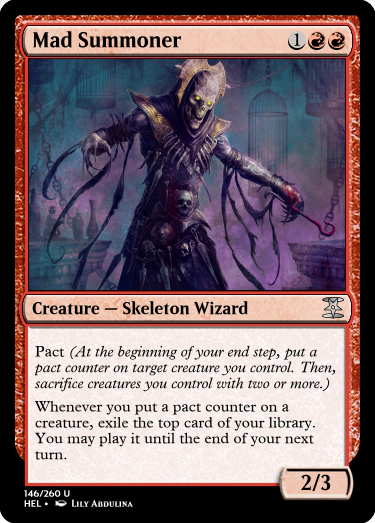 Mad Summoner 1
Creature — Skeleton Wizard
Pact (At the beginning of your end step, put a
pact counter on target creature you control. Then,
sacrifice creatures you control with two or more.)
Whenever you put a pact counter on a
creature, exile the top card of your library.
You may play it until the end of your next
turn.
2/3
146/260 U
HEL • Lily Abdulina